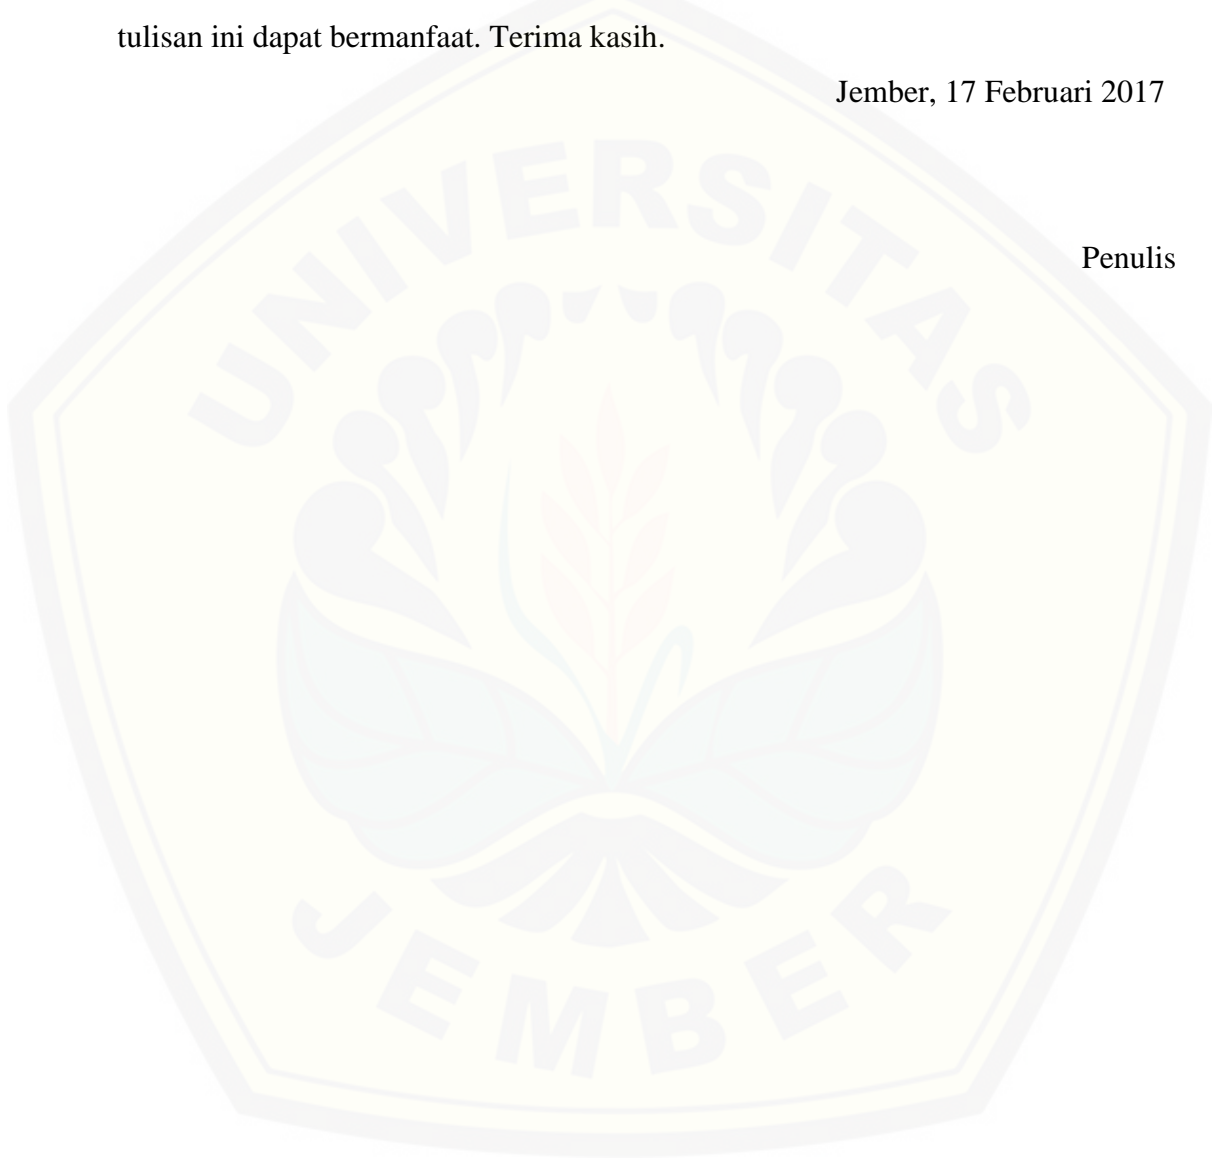 tulisan ini dapat bermanfaat. Terima kasih.
Jember, 17 Februari 2017
Penulis
UNIVERSITAS
JEMBER